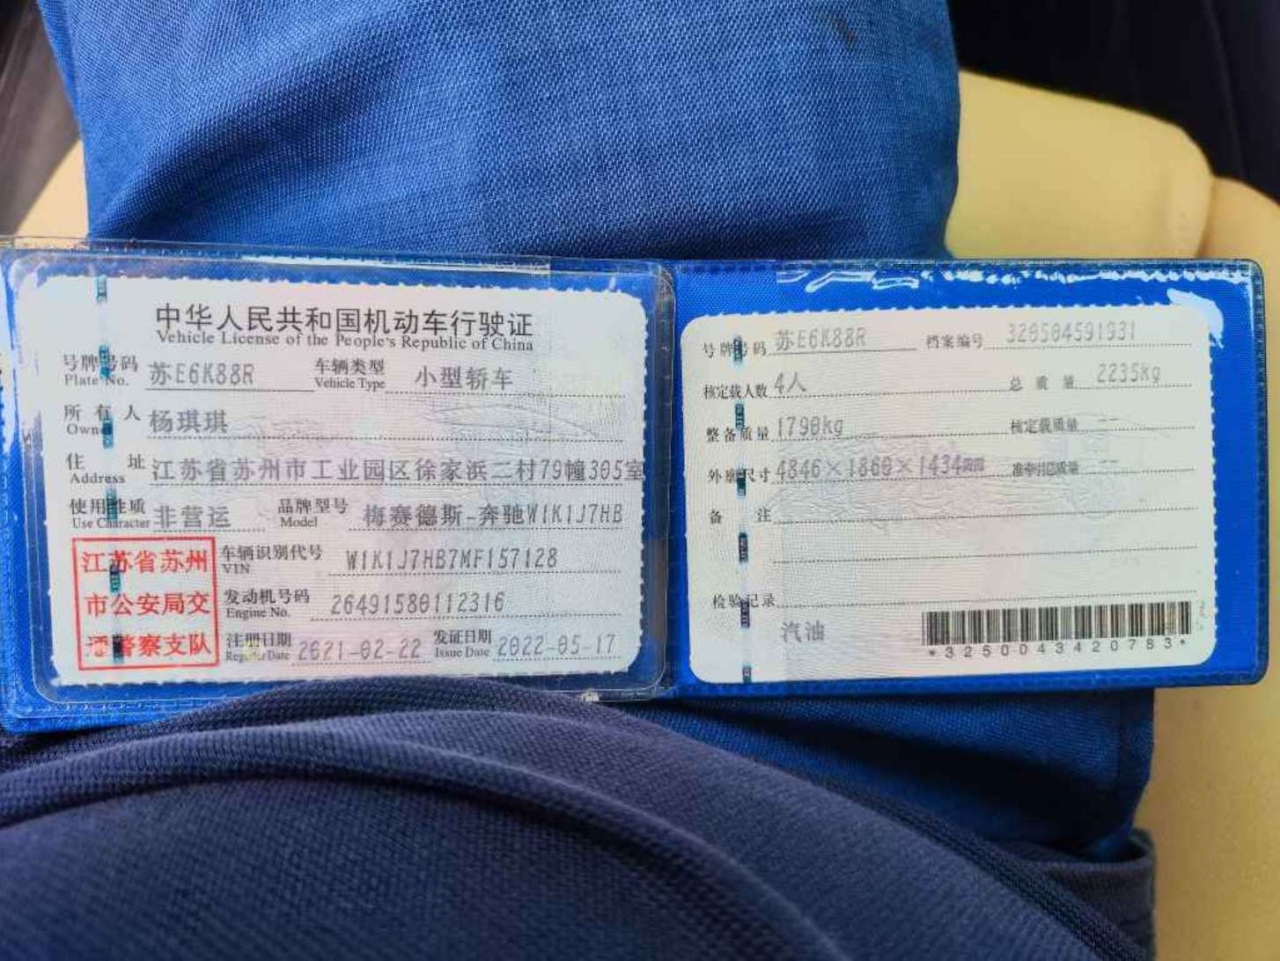 中华人民共和国机动车行驶证
Vehicle License of the People's Republic of China
号牌号码 Plate No. 苏E6K88R 车辆类型 Vehicle Type 小型轿车
所有人 Owner 杨琪琪
住址 Address 江苏省苏州市工业园区徐家浜二村79幢305室
使用性质 Use Character 非营运 品牌型号 Model 梅赛德斯-奔驰W1K1J7HB
江苏省苏州
市公安局交
通警察支队
车辆识别代号 VIN W1K1J7HB7MF157128
发动机号码 Engine No. 26491580112316
注册日期 Register Date 2021-02-22 发证日期 Issue Date 2022-05-17
号牌号码 苏E6K88R 档案编号 320504591931
核定载人数 4人 总质量 2235kg
整备质量 1790kg 核定载质量 --
外廓尺寸 4846×1860×1434mm 准牵引总质量 --
备注
检验记录
汽油
*3250043420783*